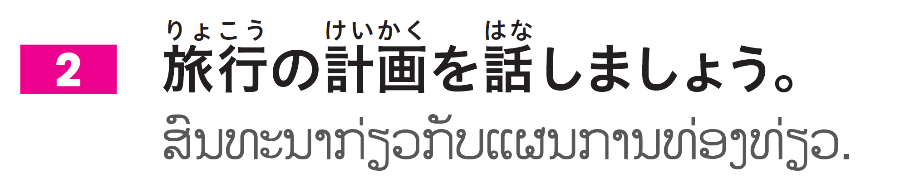 りょこう けいかく はな
2 旅行の計画を話しましょう。
ສົນທະນາກ່ຽວກັບແຜນການທ່ອງທ່ຽວ.